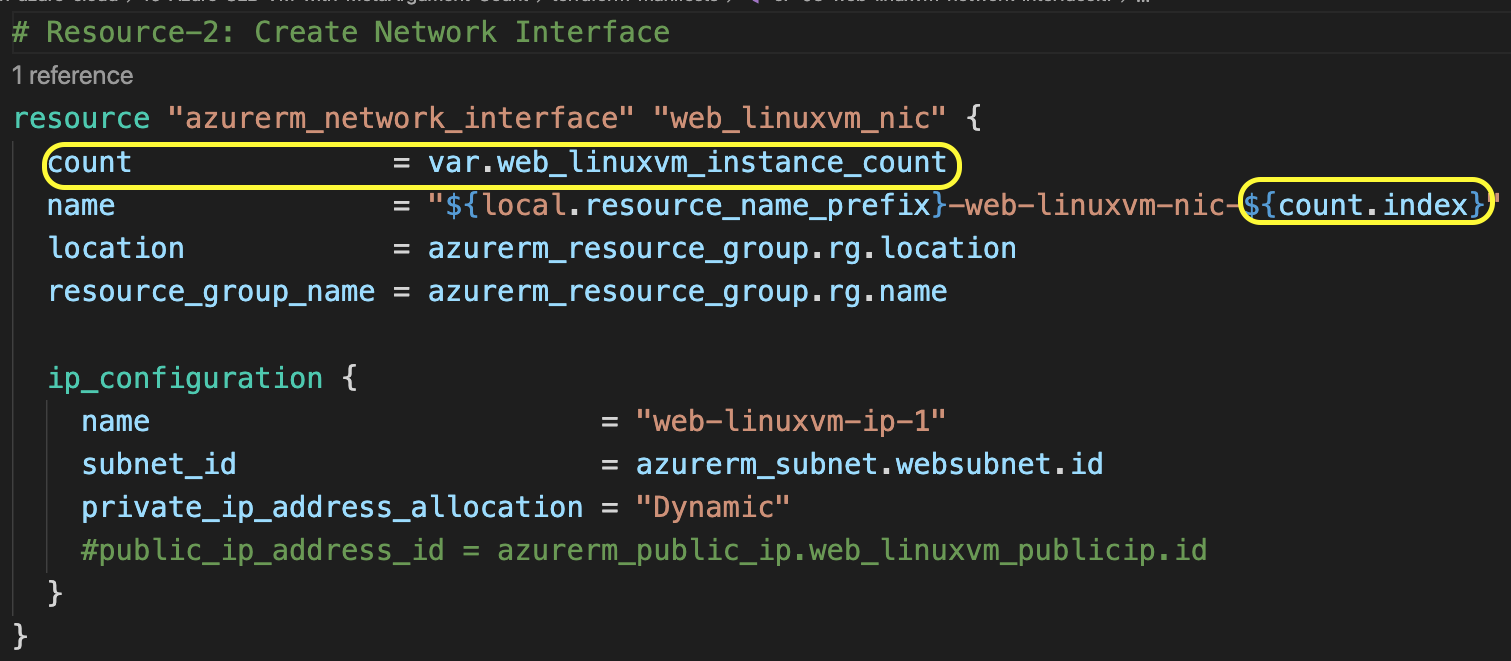 # Resource-2: Create Network Interface
1 reference
resource "azurerm_network_interface" "web_linuxvm_nic" {
count = var.web_linuxvm_instance_count
name = "${local.resource_name_prefix}-web-linuxvm-nic-${count.index}"
location = azurerm_resource_group.rg.location
resource_group_name = azurerm_resource_group.rg.name
ip_configuration {
name = "web-linuxvm-ip-1"
subnet_id = azurerm_subnet.websubnet.id
private_ip_address_allocation = "Dynamic"
#public_ip_address_id = azurerm_public_ip.web_linuxvm_publicip.id
}
}